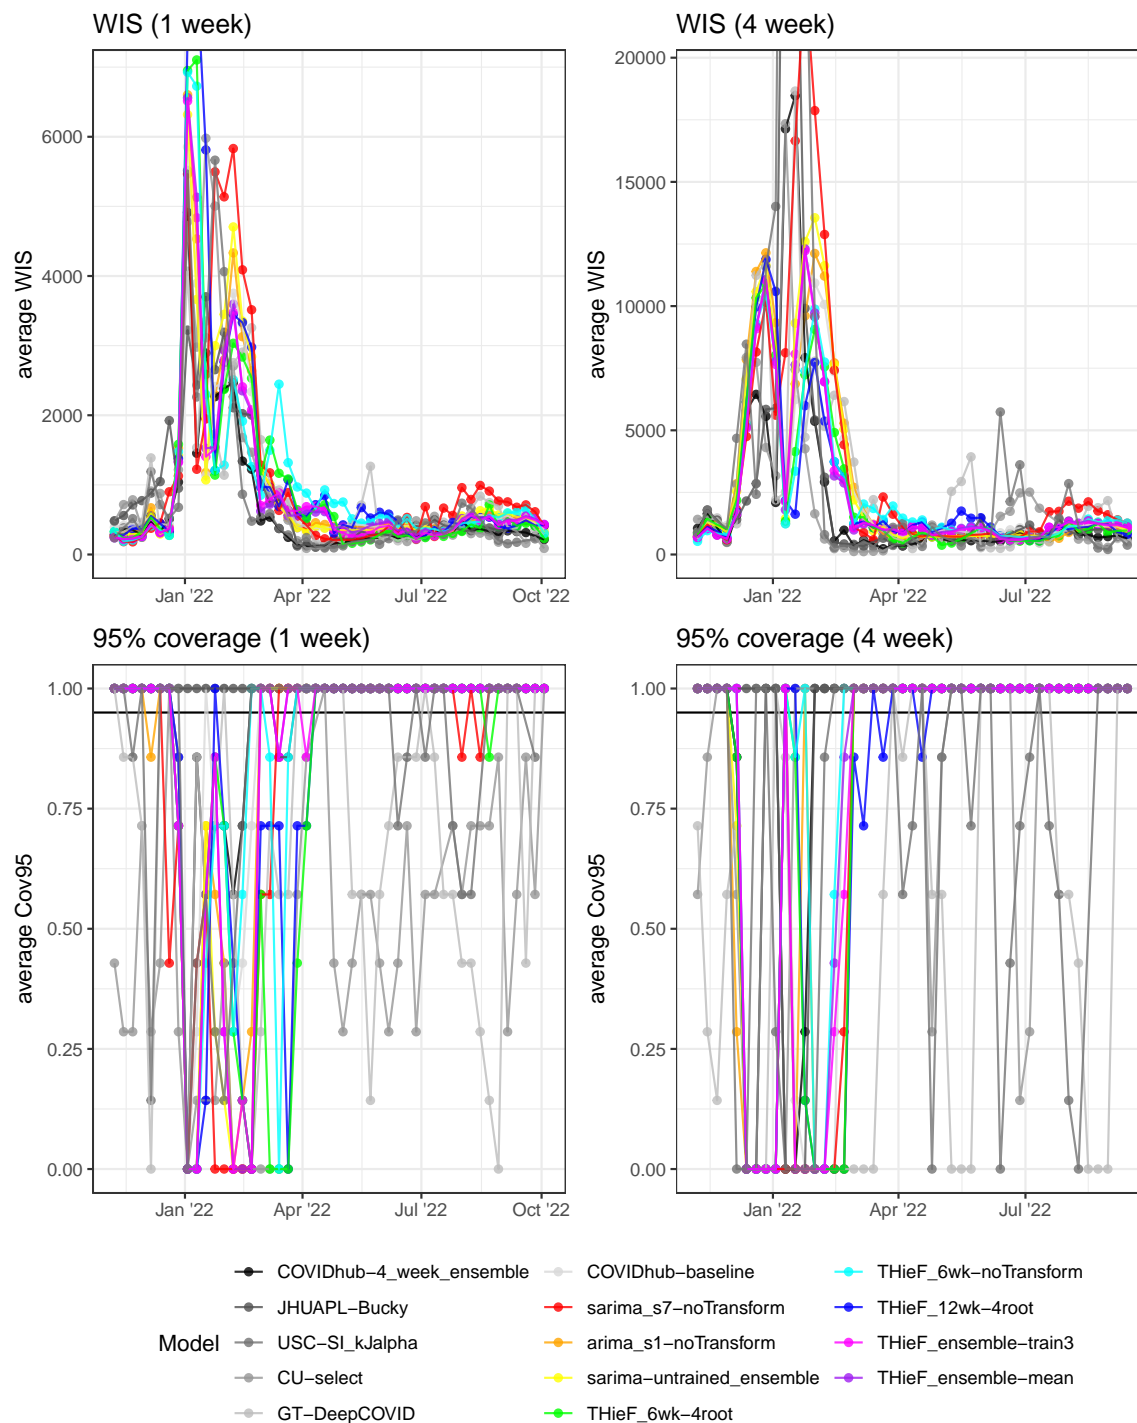 WIS (1 week)
WIS (4 week)
average WIS
6000
4000
2000
0
Jan '22
Apr '22
Jul '22
Oct '22
average WIS
20000
15000
10000
5000
0
Jan '22
Apr '22
Jul '22
95% coverage (1 week)
95% coverage (4 week)
average Cov95
1.00
0.75
0.50
0.25
0.00
Jan '22
Apr '22
Jul '22
Oct '22
average Cov95
1.00
0.75
0.50
0.25
0.00
Jan '22
Apr '22
Jul '22
Model
COVIDhub−4_week_ensemble
JHUAPL−Bucky
USC−SI_kJalpha
CU−select
GT−DeepCOVID
COVIDhub−baseline
sarima_s7−noTransform
arima_s1−noTransform
sarima−untrained_ensemble
THieF_6wk−4root
THieF_6wk−noTransform
THieF_12wk−4root
THieF_ensemble−train3
THieF_ensemble−mean